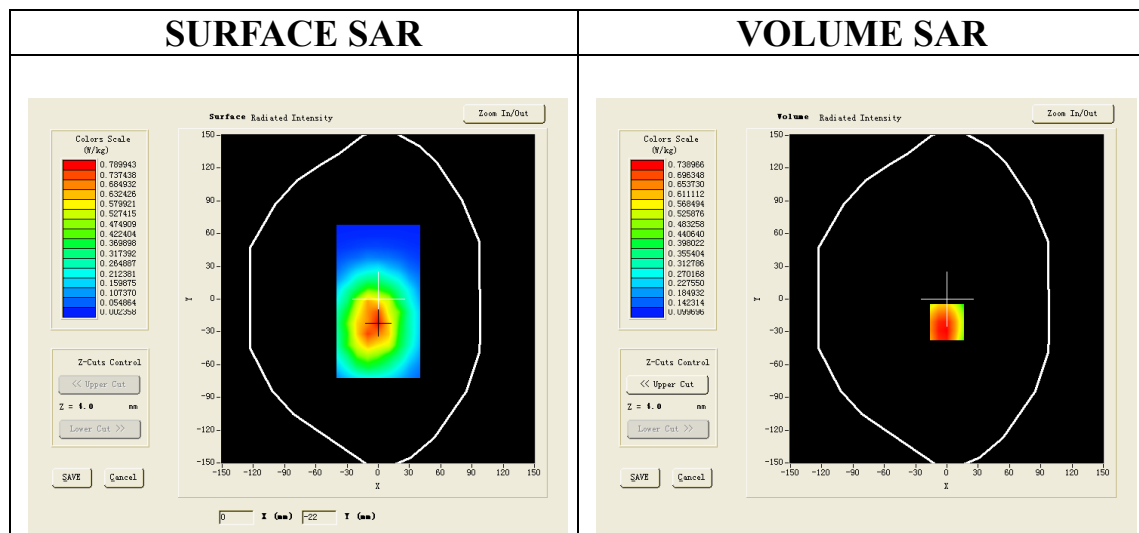 SURFACE SAR
VOLUME SAR
Surface Radiated Intensity
Zoom In/Out
Colors Scale
(W/kg)
0.789943
0.737438
0.684932
0.632426
0.579921
0.527415
0.474909
0.422404
0.369898
0.317392
0.264887
0.212381
0.159875
0.107370
0.054864
0.002358
150
120
90
60
30
0
-30
-60
-90
-120
-150
Y
-150 -120 -90 -60 -30 0 30 60 90 120 150
X
Z-Cuts Control
<< Upper Cut
Z = 4.0 mm
Lower Cut >>
SAVE Cancel
0 X (mm) -22 Y (mm)
Volume Radiated Intensity
Zoom In/Out
Colors Scale
(W/kg)
0.738966
0.696348
0.653730
0.611112
0.568494
0.525876
0.483258
0.440640
0.398022
0.355404
0.312786
0.270168
0.227550
0.184932
0.142314
0.099696
150
120
90
60
30
0
-30
-60
-90
-120
-150
Y
-150 -120 -90 -60 -30 0 30 60 90 120 150
X
Z-Cuts Control
<< Upper Cut
Z = 4.0 mm
Lower Cut >>
SAVE Cancel